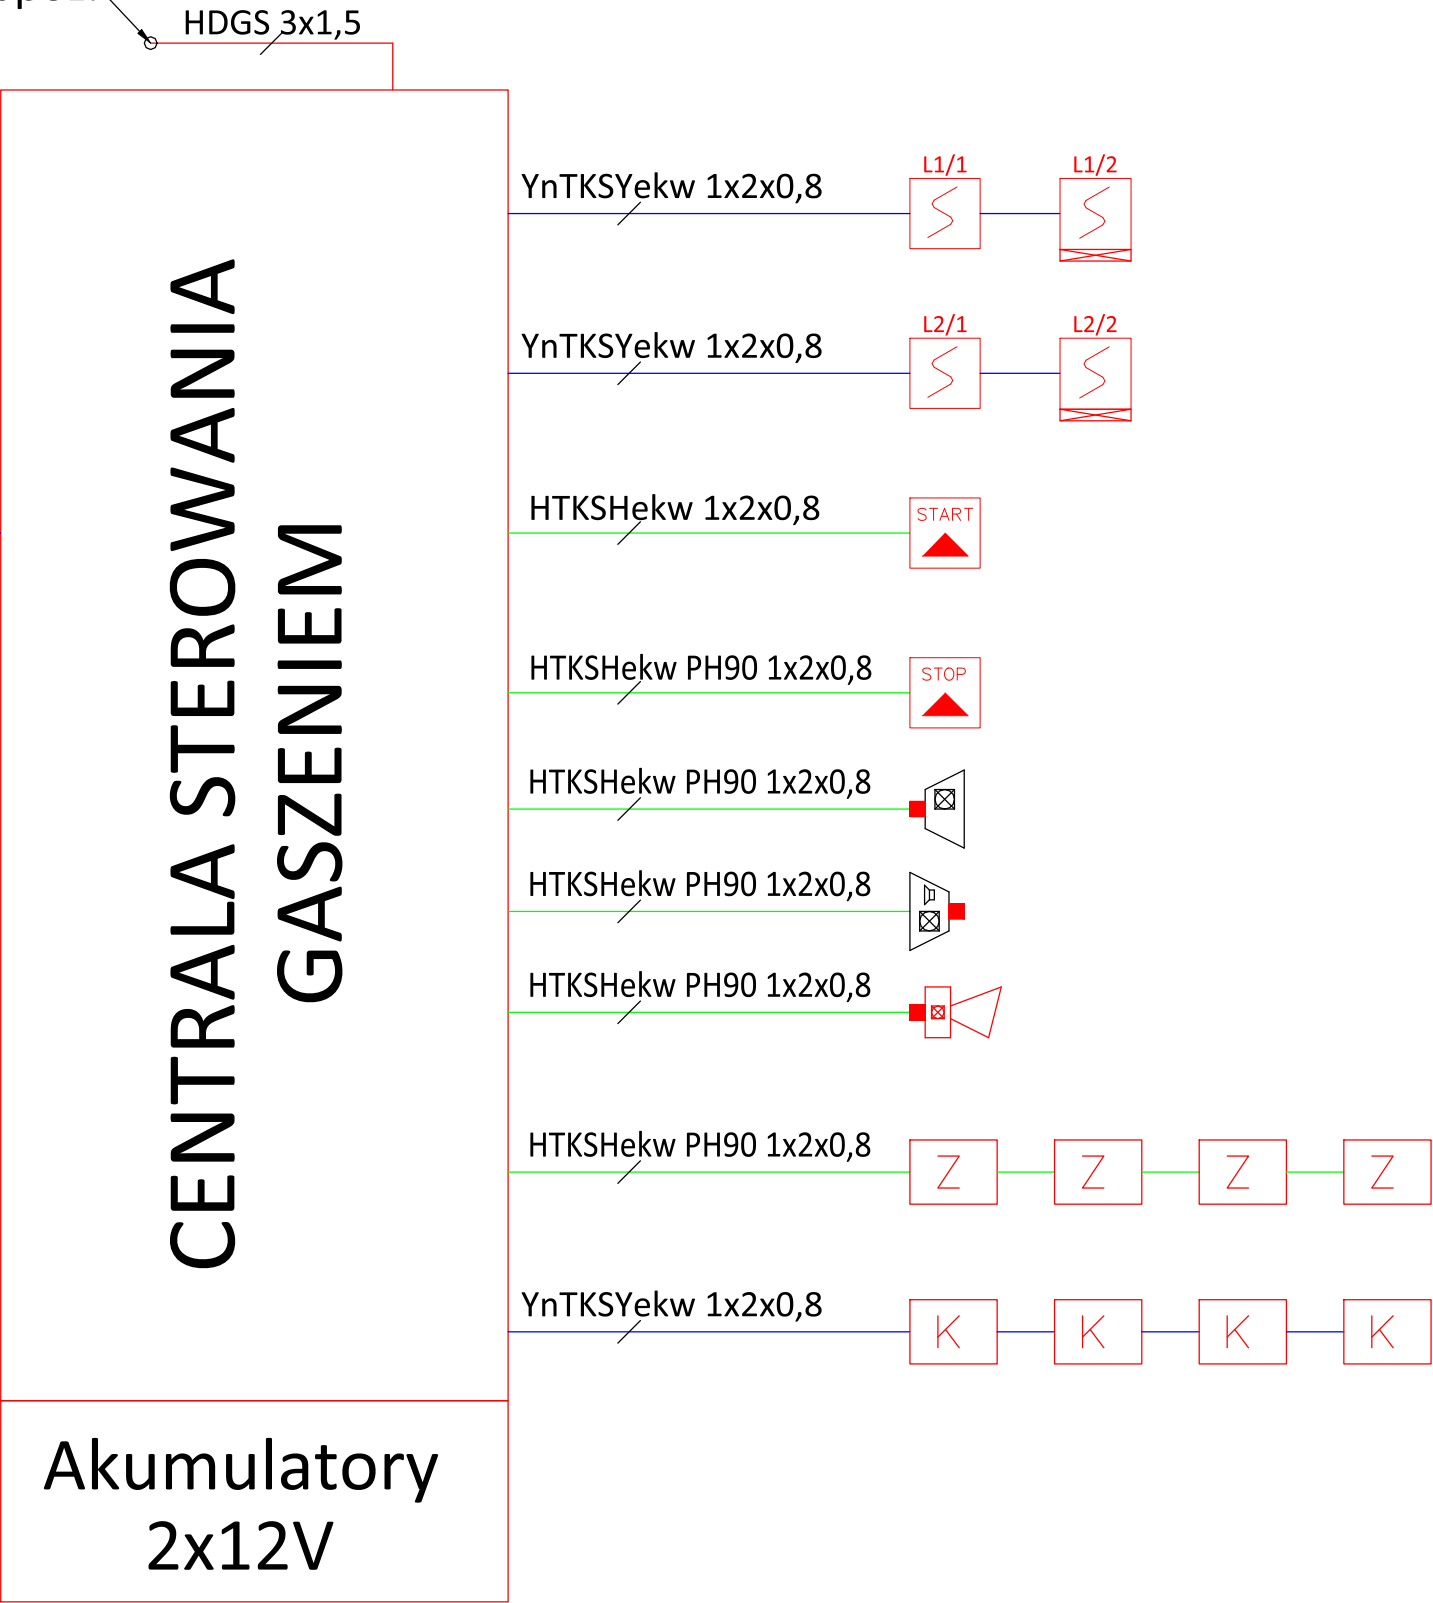 HDGS 3x1,5
CENTRALA STEROWANIA
GASZENIEM
YnTKSYekw 1x2x0,8
L1/1
L1/2
YnTKSYekw 1x2x0,8
L2/1
L2/2
HTKSHekw 1x2x0,8
START
HTKSHekw PH90 1x2x0,8
STOP
HTKSHekw PH90 1x2x0,8
HTKSHekw PH90 1x2x0,8
HTKSHekw PH90 1x2x0,8
HTKSHekw PH90 1x2x0,8
Z Z Z Z
YnTKSYekw 1x2x0,8
K K K K
Akumulatory
2x12V